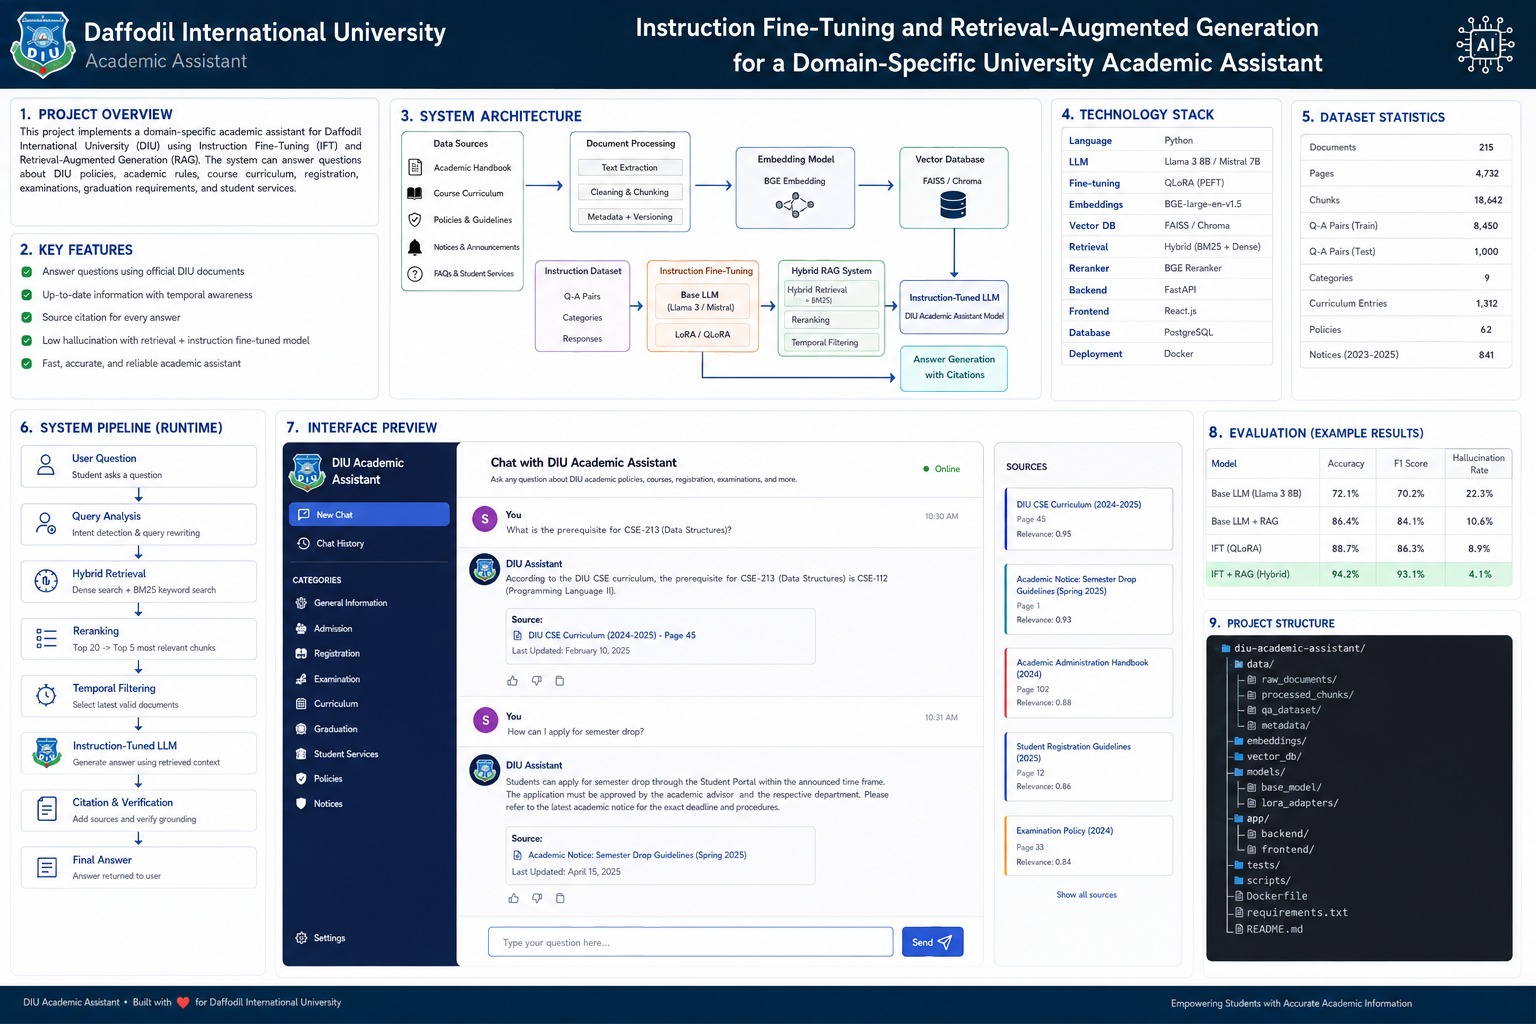 Daffodil International University
Academic Assistant
Instruction Fine-Tuning and Retrieval-Augmented Generation
for a Domain-Specific University Academic Assistant
AI
DIU
1. PROJECT OVERVIEW
This project implements a domain-specific academic assistant for Daffodil
International University (DIU) using Instruction Fine-Tuning (IFT) and
Retrieval-Augmented Generation (RAG). The system can answer questions
about DIU policies, academic rules, course curriculum, registration,
examinations, graduation requirements, and student services.
2. KEY FEATURES
Answer questions using official DIU documents
Up-to-date information with temporal awareness
Source citation for every answer
Low hallucination with retrieval + instruction fine-tuned model
Fast, accurate, and reliable academic assistant
3. SYSTEM ARCHITECTURE
Data Sources
Academic Handbook
Course Curriculum
Policies & Guidelines
Notices & Announcements
FAQs & Student Services
Document Processing
Text Extraction
Cleaning & Chunking
Metadata + Versioning
Embedding Model
BGE Embedding
Vector Database
FAISS / Chroma
Instruction Dataset
Q-A Pairs
Categories
Responses
Instruction Fine-Tuning
Base LLM
(Llama 3 / Mistral)
LoRA / QLoRA
Hybrid RAG System
Hybrid Retrieval
+ BM25)
Reranking
Temporal Filtering
Instruction-Tuned LLM
DIU Academic Assistant Model
Answer Generation
with Citations
4. TECHNOLOGY STACK
Language Python
LLM Llama 3 8B / Mistral 7B
Fine-tuning QLoRA (PEFT)
Embeddings BGE-large-en-v1.5
Vector DB FAISS / Chroma
Retrieval Hybrid (BM25 + Dense)
Reranker BGE Reranker
Backend FastAPI
Frontend React.js
Database PostgreSQL
Deployment Docker
5. DATASET STATISTICS
Documents 215
Pages 4,732
Chunks 18,642
Q-A Pairs (Train) 8,450
Q-A Pairs (Test) 1,000
Categories 9
Curriculum Entries 1,312
Policies 62
Notices (2023-2025) 841
6. SYSTEM PIPELINE (RUNTIME)
User Question
Student asks a question
Query Analysis
Intent detection & query rewriting
Hybrid Retrieval
Dense search + BM25 keyword search
Reranking
Top 20 -> Top 5 most relevant chunks
Temporal Filtering
Select latest valid documents
Instruction-Tuned LLM
Generate answer using retrieved context
Citation & Verification
Add sources and verify grounding
Final Answer
Answer returned to user
7. INTERFACE PREVIEW
DIU Academic
Assistant
New Chat
Chat History
CATEGORIES
General Information
Admission
Registration
Examination
Curriculum
Graduation
Student Services
Policies
Notices
Settings
Chat with DIU Academic Assistant
Ask any question about DIU academic policies, courses, registration, examinations, and more.
Online
S
You
10:30 AM
What is the prerequisite for CSE-213 (Data Structures)?
DIU Assistant
According to the DIU CSE curriculum, the prerequisite for CSE-213 (Data Structures) is CSE-112
(Programming Language II).
Source:
DIU CSE Curriculum (2024-2025) - Page 45
Last Updated: February 10, 2025
S
You
10:31 AM
How can I apply for semester drop?
DIU Assistant
Students can apply for semester drop through the Student Portal within the announced time frame.
The application must be approved by the academic advisor and the respective department. Please
refer to the latest academic notice for the exact deadline and procedures.
Source:
Academic Notice: Semester Drop Guidelines (Spring 2025)
Last Updated: April 15, 2025
Type your question here...
Send
SOURCES
DIU CSE Curriculum (2024-2025)
Page 45
Relevance: 0.95
Academic Notice: Semester Drop
Guidelines (Spring 2025)
Page 1
Relevance: 0.93
Academic Administration Handbook
(2024)
Page 102
Relevance: 0.88
Student Registration Guidelines
(2025)
Page 12
Relevance: 0.86
Examination Policy (2024)
Page 33
Relevance: 0.84
Show all sources
8. EVALUATION (EXAMPLE RESULTS)
Model Accuracy F1 Score Hallucination
Rate
Base LLM (Llama 3 8B) 72.1% 70.2% 22.3%
Base LLM + RAG 86.4% 84.1% 10.6%
IFT (QLoRA) 88.7% 86.3% 8.9%
IFT + RAG (Hybrid) 94.2% 93.1% 4.1%
9. PROJECT STRUCTURE
diu-academic-assistant/
data/
raw_documents/
processed_chunks/
qa_dataset/
metadata/
embeddings/
vector_db/
models/
base_model/
lora_adapters/
app/
backend/
frontend/
tests/
scripts/
Dockerfile
requirements.txt
README.md
DIU Academic Assistant • Built with ❤️ for Daffodil International University
Empowering Students with Accurate Academic Information